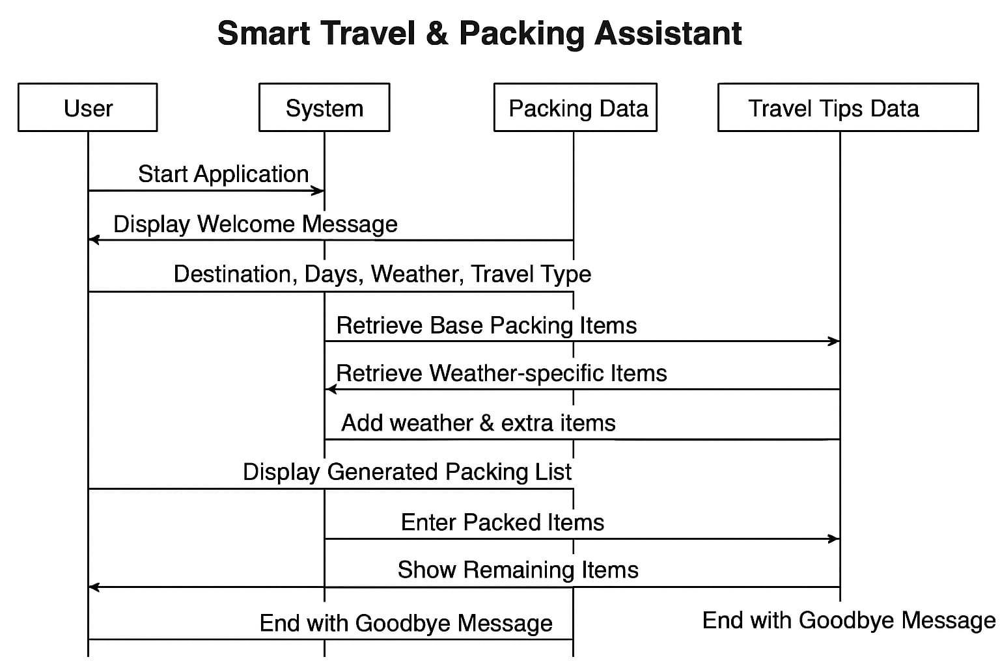 Smart Travel & Packing Assistant
User
System
Packing Data
Travel Tips Data
Start Application
Display Welcome Message
Destination, Days, Weather, Travel Type
Retrieve Base Packing Items
Retrieve Weather-specific Items
Add weather & extra items
Display Generated Packing List
Enter Packed Items
Show Remaining Items
End with Goodbye Message
End with Goodbye Message